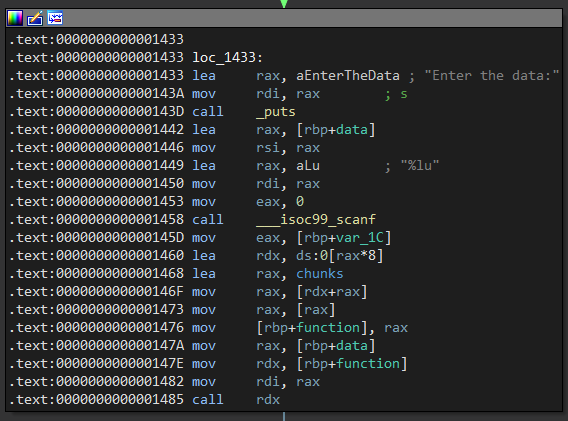 .text:0000000000001433
.text:0000000000001433 loc_1433:
.text:0000000000001433 lea rax, aEnterTheData ; "Enter the data:"
.text:000000000000143A mov rdi, rax ; s
.text:000000000000143D call _puts
.text:0000000000001442 lea rax, [rbp+data]
.text:0000000000001446 mov rsi, rax
.text:0000000000001449 lea rax, aLu ; "%lu"
.text:0000000000001450 mov rdi, rax
.text:0000000000001453 mov eax, 0
.text:0000000000001458 call ___isoc99_scanf
.text:000000000000145D mov eax, [rbp+var_1C]
.text:0000000000001460 lea rdx, ds:0[rax*8]
.text:0000000000001468 lea rax, chunks
.text:000000000000146F mov rax, [rdx+rax]
.text:0000000000001473 mov rax, [rax]
.text:0000000000001476 mov [rbp+function], rax
.text:000000000000147A mov rax, [rbp+data]
.text:000000000000147E mov rdx, [rbp+function]
.text:0000000000001482 mov rdi, rax
.text:0000000000001485 call rdx